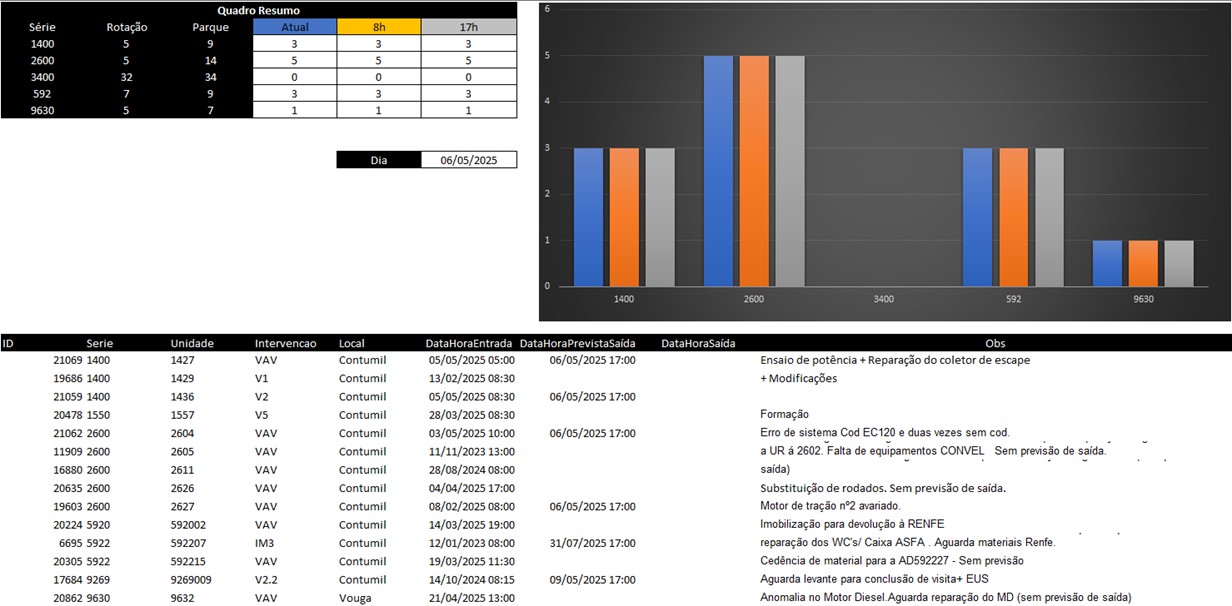 Quadro Resumo
Série Rotação Parque Atual 8h 17h
1400 5 9 3 3 3
2600 5 14 5 5 5
3400 32 34 0 0 0
592 7 9 3 3 3
9630 5 7 1 1 1
Dia 06/05/2025
6
5
4
3
2
1
0
1400 2600 3400 592 9630
ID Serie Unidade Intervencao Local DataHoraEntrada DataHoraPrevistaSaída DataHoraSaída Obs
21069 1400 1427 VAV Contumil 05/05/2025 05:00 06/05/2025 17:00 Ensaio de potência + Reparação do coletor de escape
19686 1400 1429 V1 Contumil 13/02/2025 08:30 + Modificações
21059 1400 1436 V2 Contumil 05/05/2025 08:30 06/05/2025 17:00
20478 1550 1557 V5 Contumil 28/03/2025 08:30 Formação
21062 2600 2604 VAV Contumil 03/05/2025 10:00 06/05/2025 17:00 Erro de sistema Cod EC120 e duas vezes sem cod.
11909 2600 2605 VAV Contumil 11/11/2023 13:00 a UR á 2602. Falta de equipamentos CONVEL Sem previsão de saída.
16880 2600 2611 VAV Contumil 28/08/2024 08:00 saída)
20635 2600 2626 VAV Contumil 04/04/2025 17:00 Substituição de rodados. Sem previsão de saída.
19603 2600 2627 VAV Contumil 08/02/2025 08:00 06/05/2025 17:00 Motor de tração nº2 avariado.
20224 5920 592002 VAV Contumil 14/03/2025 19:00 Imobilização para devolução à RENFE
6695 5922 592207 IM3 Contumil 12/01/2023 08:00 31/07/2025 17:00 reparação dos WC's/ Caixa ASFA . Aguarda materiais Renfe.
20305 5922 592215 VAV Contumil 19/03/2025 11:30 Cedência de material para a AD592227 - Sem previsão
17684 9269 9269009 V2.2 Contumil 14/10/2024 08:15 09/05/2025 17:00 Aguarda levante para conclusão de visita+ EUS
20862 9630 9632 VAV Vouga 21/04/2025 13:00 Anomalia no Motor Diesel.Aguarda reparação do MD (sem previsão de saída)